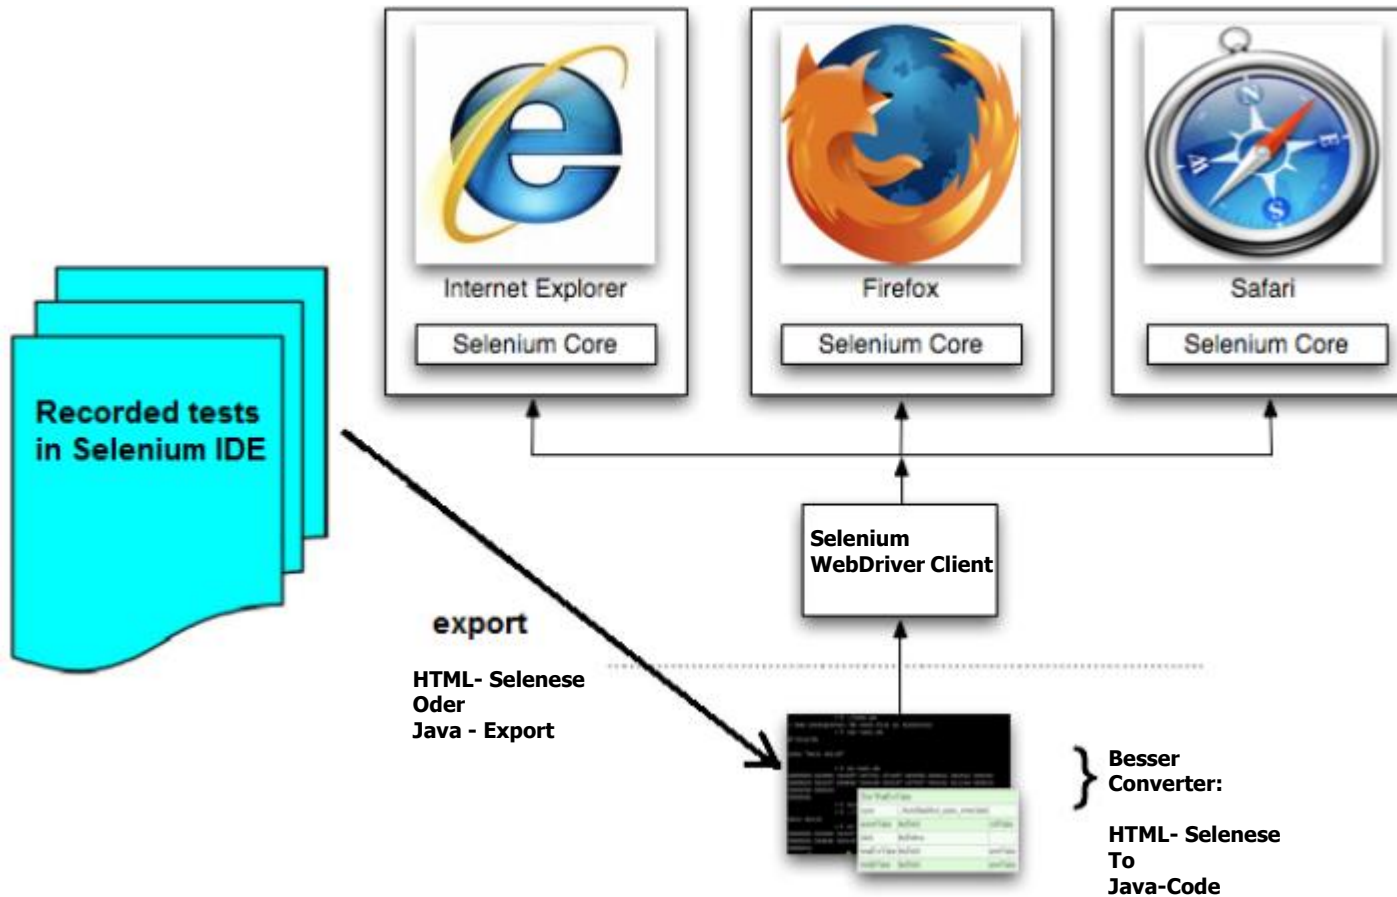 Internet Explorer
Selenium Core
Firefox
Selenium Core
Safari
Selenium Core
N
E
S
W
Recorded tests
in Selenium IDE
Selenium
WebDriver Client
export
HTML- Selenese
Oder
Java - Export
Besser
Converter:
HTML- Selenese
To
Java-Code